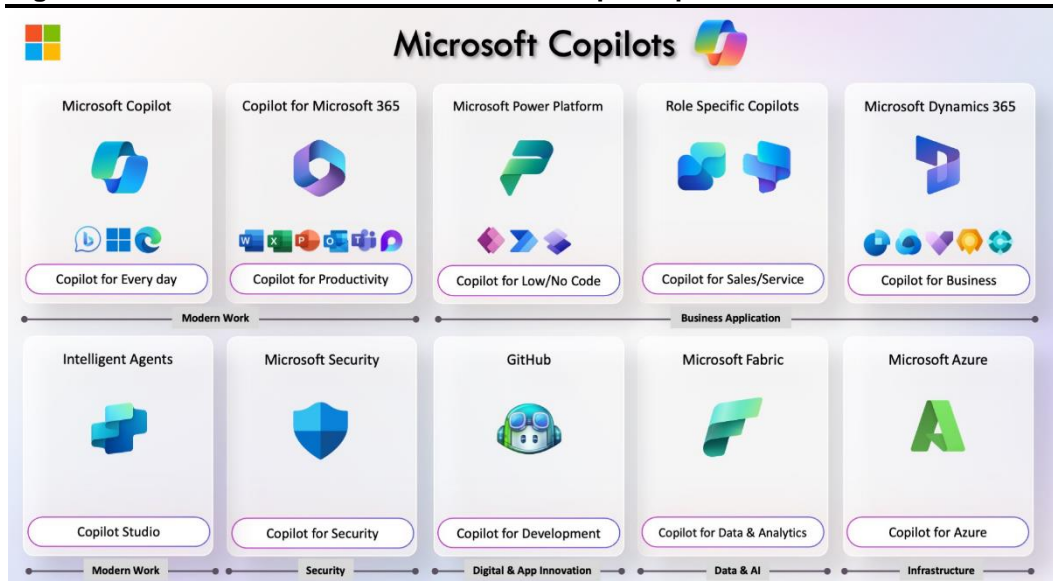 Microsoft Copilots
Microsoft Copilot
Copilot for Microsoft 365
Microsoft Power Platform
Role Specific Copilots
Microsoft Dynamics 365
b
W X P O T
Copilot for Every day
Copilot for Productivity
Copilot for Low/No Code
Copilot for Sales/Service
Copilot for Business
Modern Work
Business Application
Intelligent Agents
Microsoft Security
GitHub
Microsoft Fabric
Microsoft Azure
Copilot Studio
Copilot for Security
Copilot for Development
Copilot for Data & Analytics
Copilot for Azure
Modern Work
Security
Digital & App Innovation
Data & AI
Infrastructure